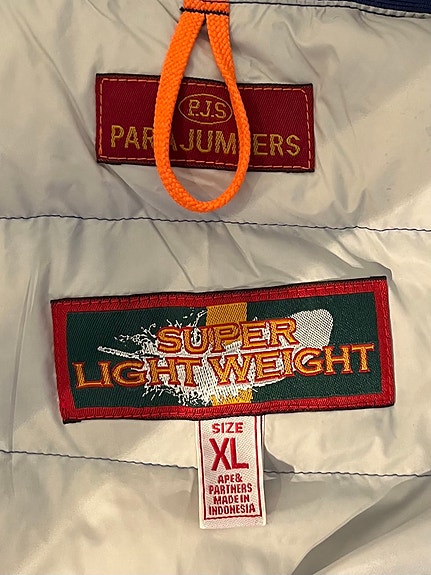 P.J.S
PARAJUMPERS
SUPER
LIGHT WEIGHT
SIZE
XL
APE&
PARTNERS
MADE IN
INDONESIA